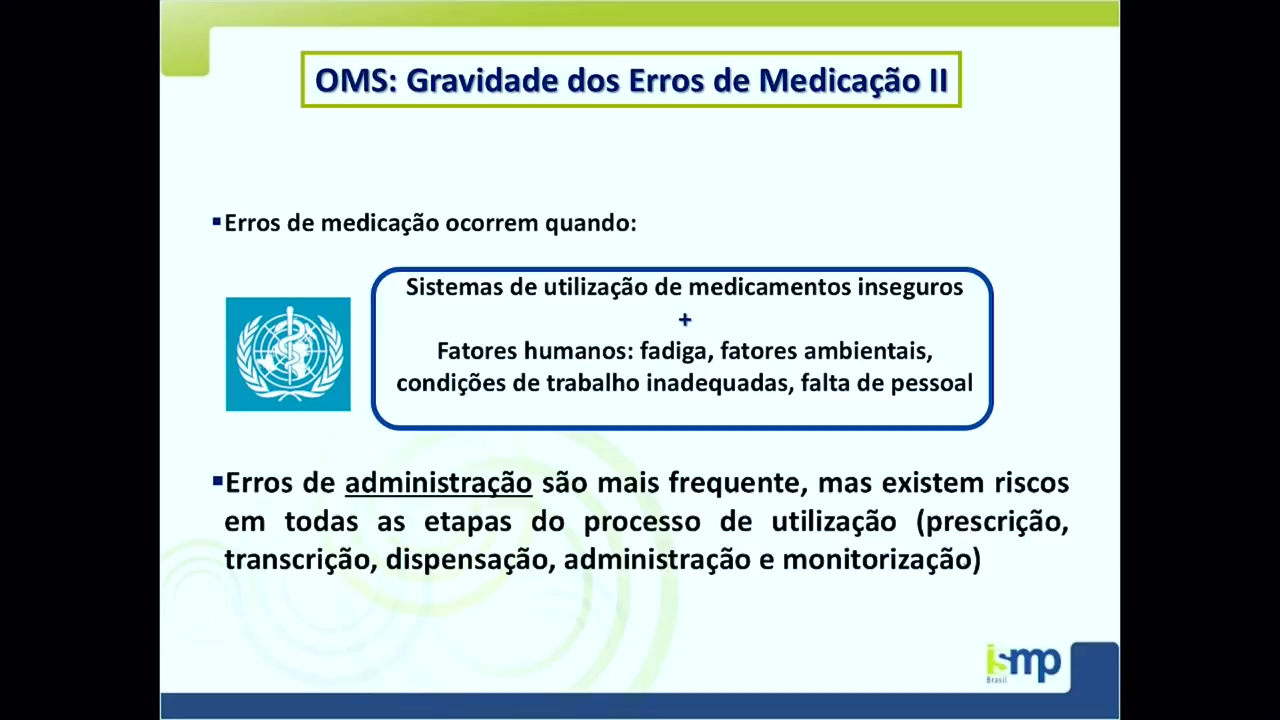 OMS: Gravidade dos Erros de Medicação II
▪Erros de medicação ocorrem quando:
Sistemas de utilização de medicamentos inseguros
+
Fatores humanos: fadiga, fatores ambientais,
condições de trabalho inadequadas, falta de pessoal
▪Erros de administração são mais frequente, mas existem riscos
em todas as etapas do processo de utilização (prescrição,
transcrição, dispensação, administração e monitorização)
ismp
Brasil